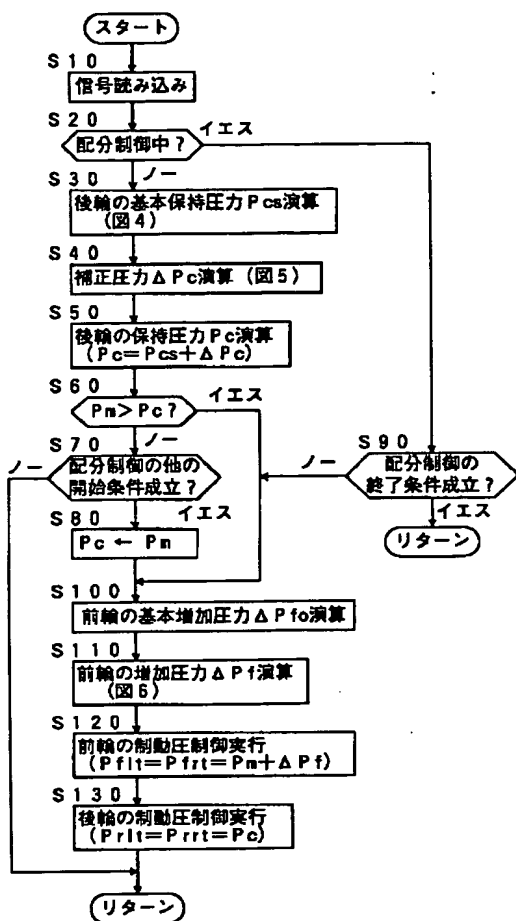 スタート
S10
信号読み込み
S20
イエス
配分制御中?
ノー
S30
後輪の基本保持圧力Pcs演算
(図4)
S40
補正圧力ΔPc演算 (図5)
S50
後輪の保持圧力Pc演算
(Pc=Pcs+ΔPc)
S60
イエス
Pm>Pc?
S70
ノー
S90
ノー
配分制御の他の
開始条件成立?
ノー
配分制御の
終了条件成立?
S80
イエス
イエス
Pc ← Pm
リターン
S100
前輪の基本増加圧力ΔPfo演算
S110
前輪の増加圧力ΔPf演算
(図6)
S120
前輪の制動圧制御実行
(Pflt=Pfrt=Pm+ΔPf)
S130
後輪の制動圧制御実行
(Prlt=Prrt=Pc)
リターン